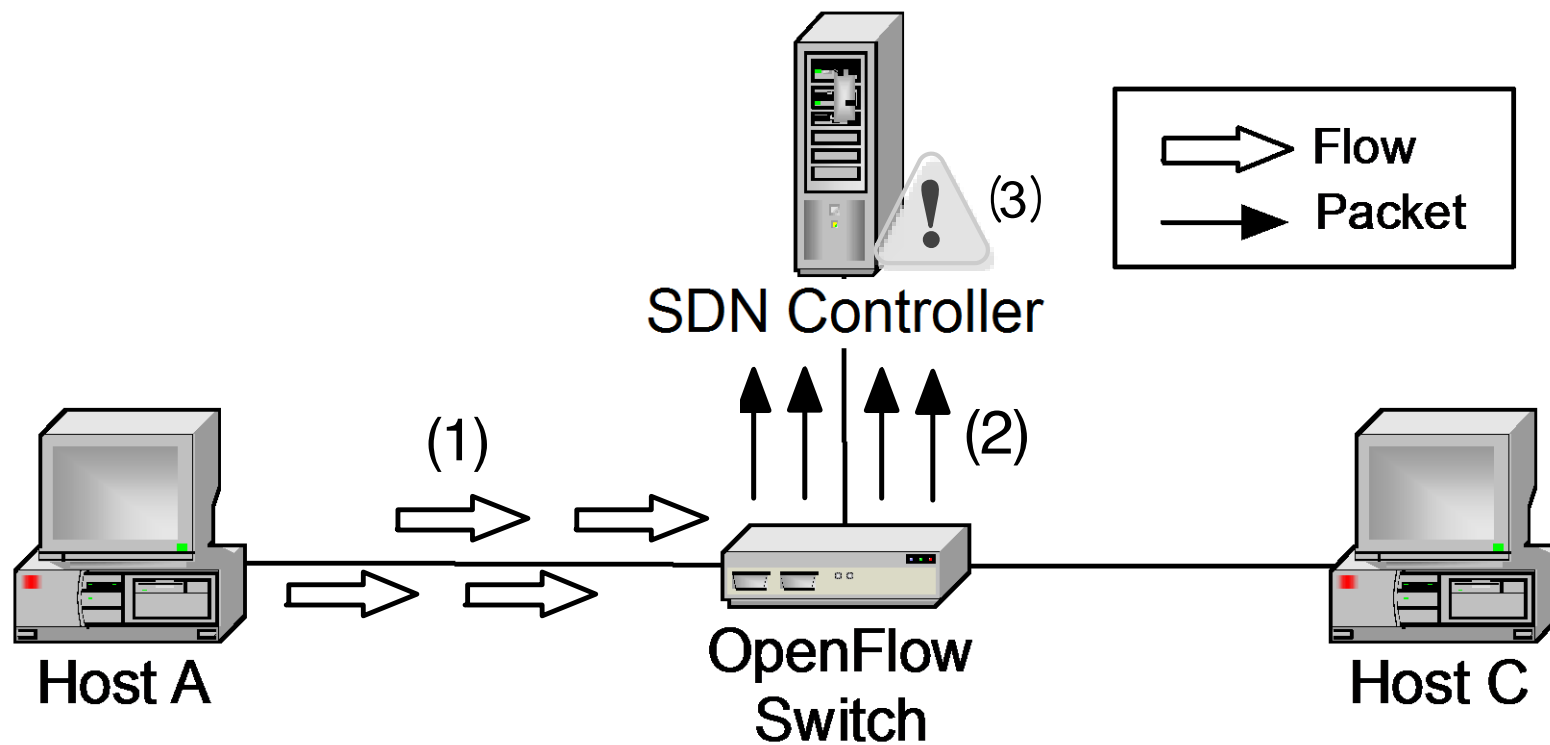 (3)
Flow
Packet
SDN Controller
(1)
(2)
Host A
OpenFlow
Switch
Host C